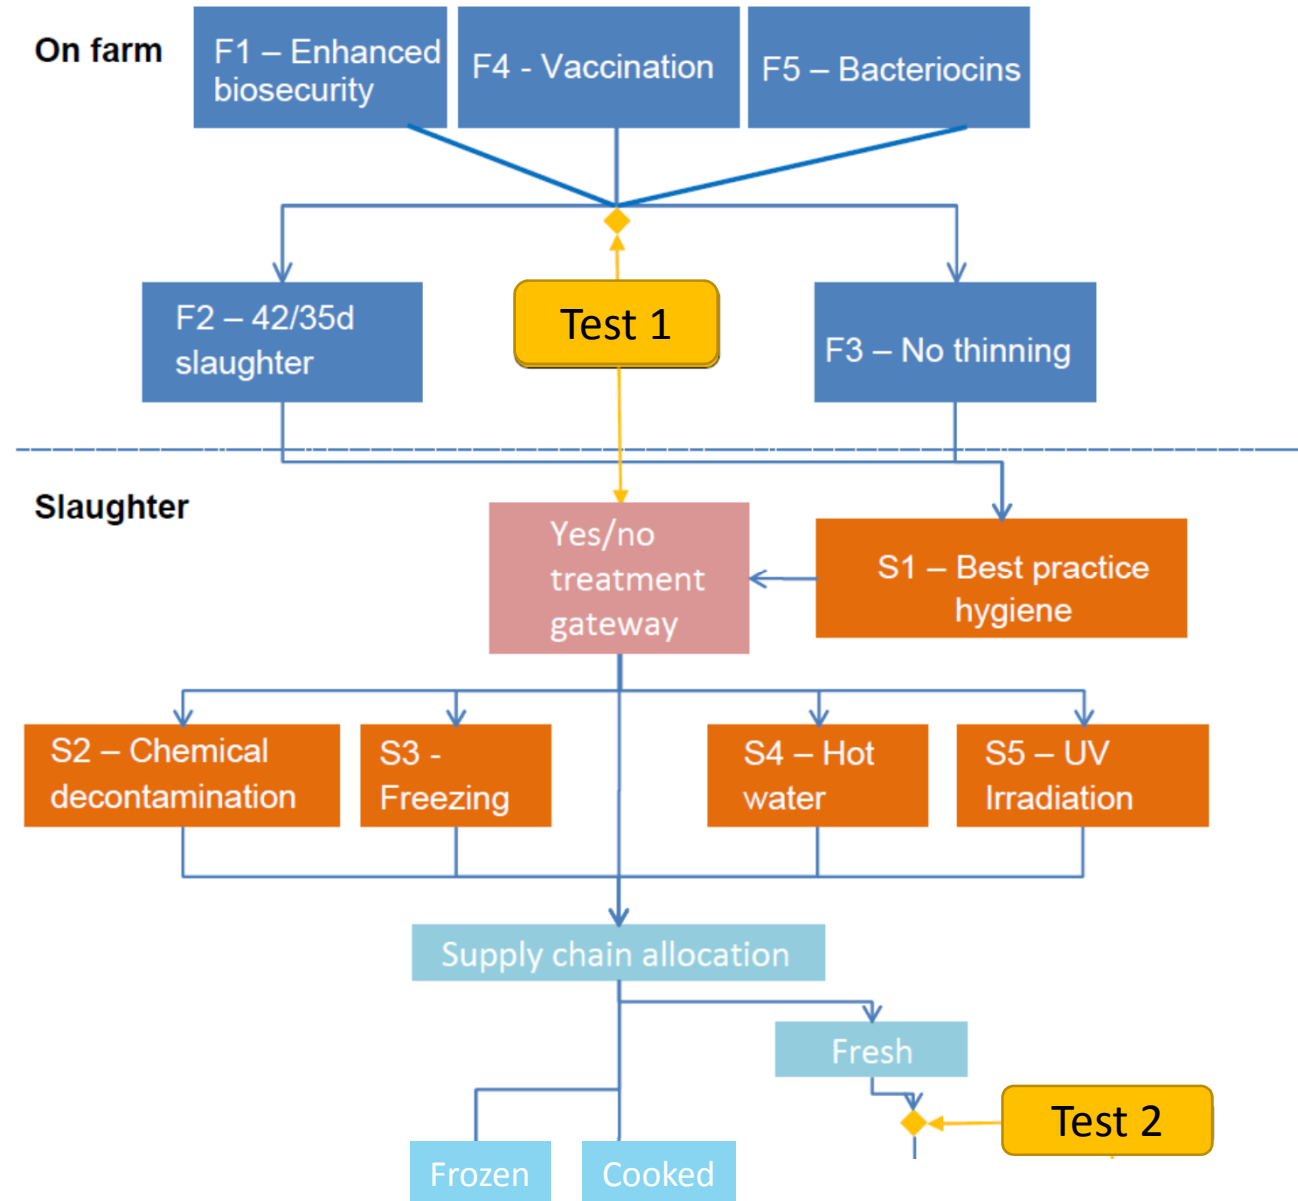 On farm
F1 – Enhanced
biosecurity
F4 - Vaccination
F5 – Bacteriocins
F2 – 42/35d
slaughter
Test 1
F3 – No thinning
Slaughter
Yes/no
treatment
gateway
S1 – Best practice
hygiene
S2 – Chemical
decontamination
S3 -
Freezing
S4 – Hot
water
S5 – UV
Irradiation
Supply chain allocation
Fresh
Test 2
Frozen
Cooked